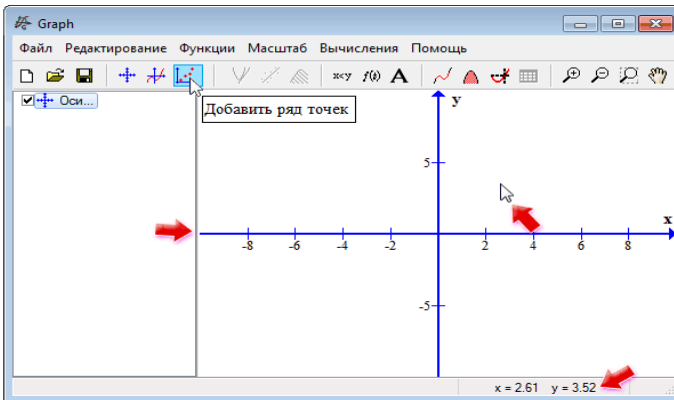 Graph
Файл Редактирование Функции Масштаб Вычисления Помощь
x<y f(x) A
Оси...
Добавить ряд точек
y
5
x
-8 -6 -4 -2 2 4 6 8
-5
x = 2.61 y = 3.52